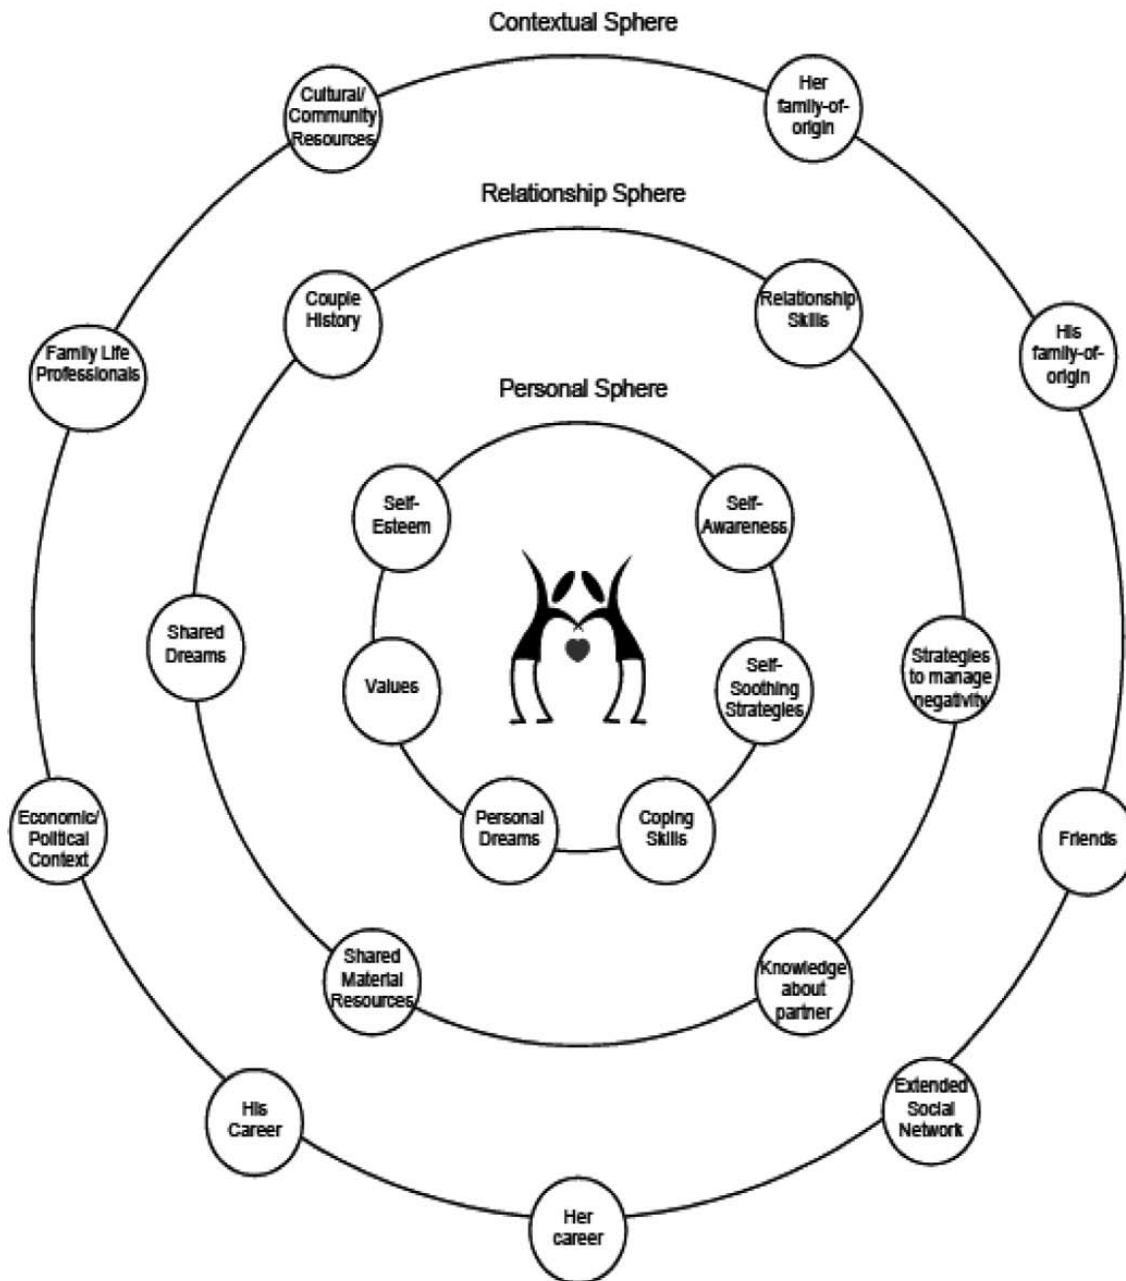 Contextual Sphere
Cultural/
Community
Resources
Her
family-of-
origin
Relationship Sphere
Couple
History
Relationship
Skills
Family Life
Professionals
His
family-of-
origin
Personal Sphere
Self-
Esteem
Self-
Awareness
Shared
Dreams
Values
Self-
Soothing
Strategies
Strategies
to manage
negativity
Personal
Dreams
Coping
Skills
Economic/
Political
Context
Friends
Shared
Material
Resources
Knowledge
about
partner
His
Career
Extended
Social
Network
Her
career